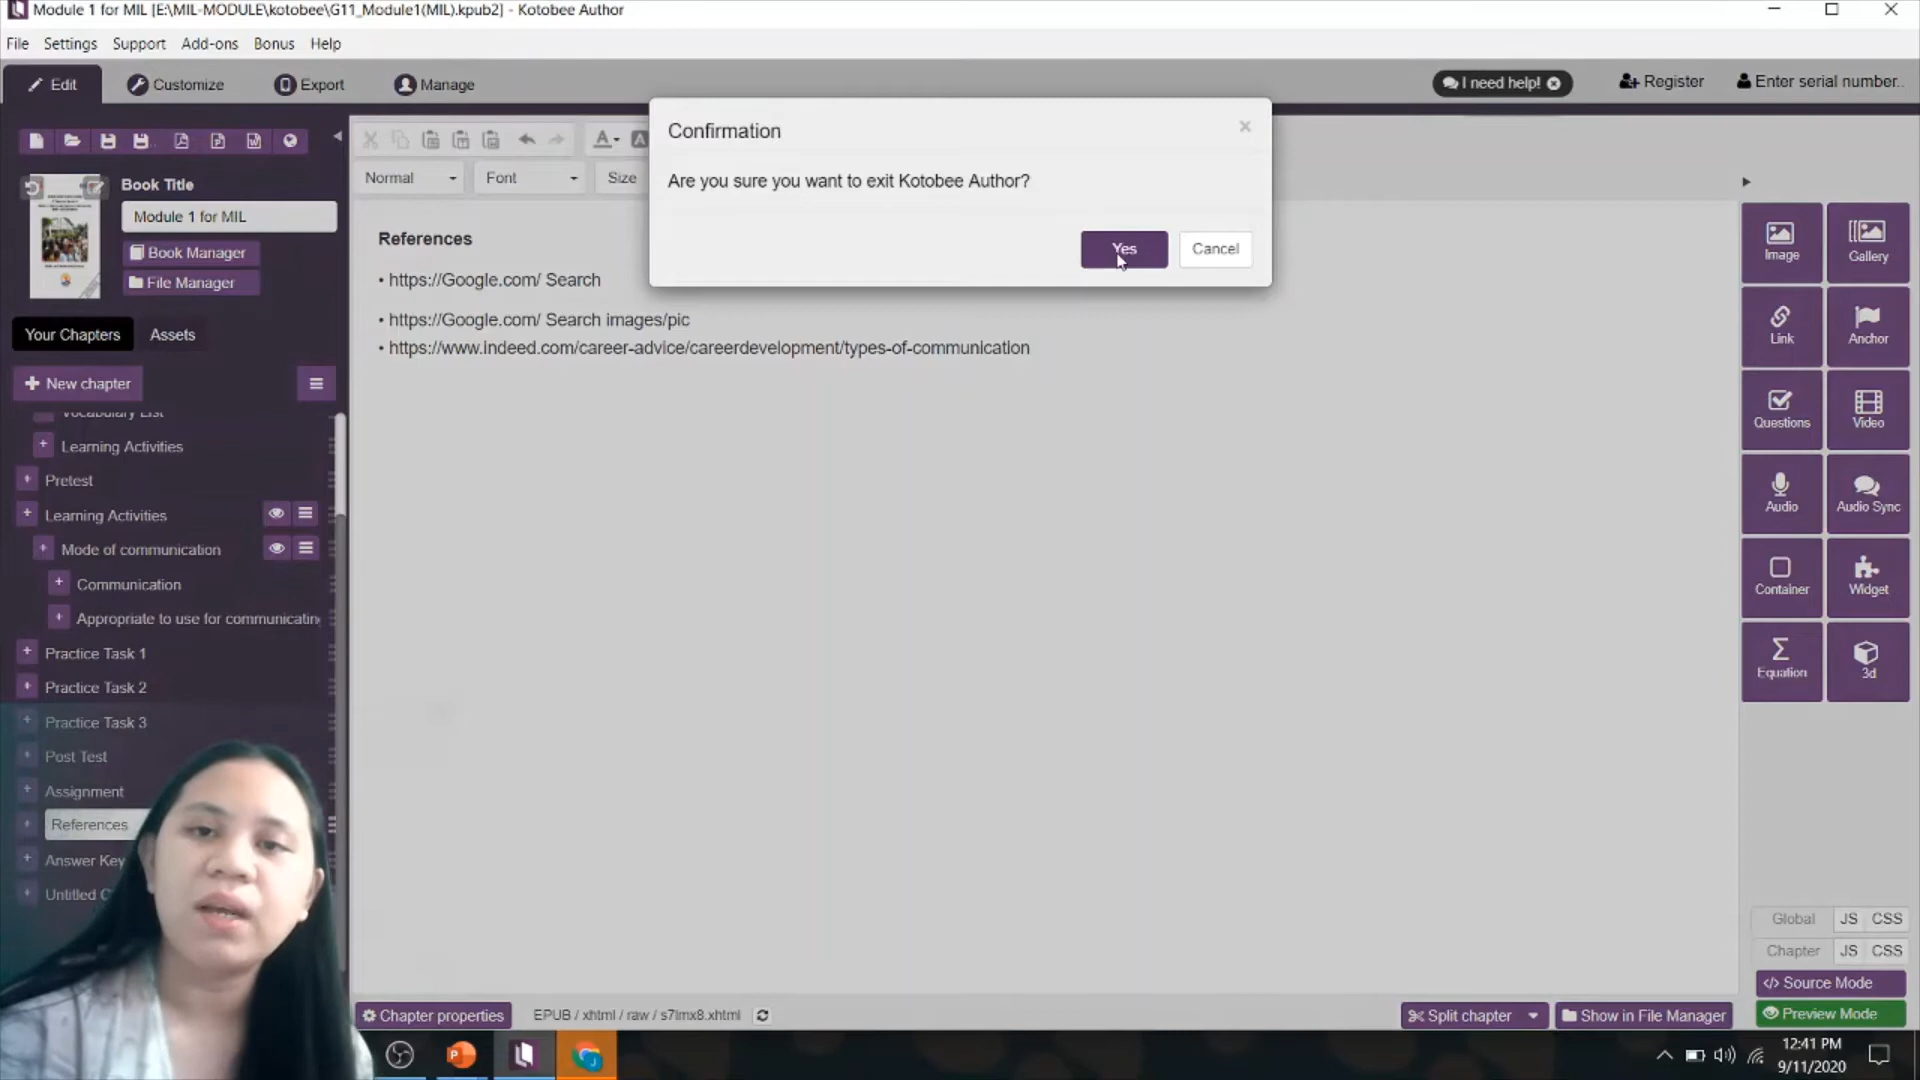 Module 1 for MIL [E:\MIL-MODULE\kotobee\G11_Module1(MIL).kpub2] - Kotobee Author
File Settings Support Add-ons Bonus Help
Edit Customize Export Manage I need help! Register Enter serial number..
Confirmation
Are you sure you want to exit Kotobee Author?
Yes Cancel
Book Title
Module 1 for MIL
Book Manager
File Manager
Your Chapters Assets
New chapter
Vocabulary List
Learning Activities
Pretest
Learning Activities
Mode of communication
Communication
Appropriate to use for communicatin
Practice Task 1
Practice Task 2
Practice Task 3
Post Test
Assignment
References
Answer Key
Untitled C
Normal Font Size
References
• https://Google.com/ Search
• https://Google.com/ Search images/pic
• https://www.indeed.com/career-advice/careerdevelopment/types-of-communication
Image Gallery
Link Anchor
Questions Video
Audio Audio Sync
Container Widget
Equation 3d
Global JS CSS
Chapter JS CSS
</> Source Mode
Preview Mode
Chapter properties EPUB / xhtml / raw / s7lmx8.xhtml Split chapter Show in File Manager
12:41 PM
9/11/2020